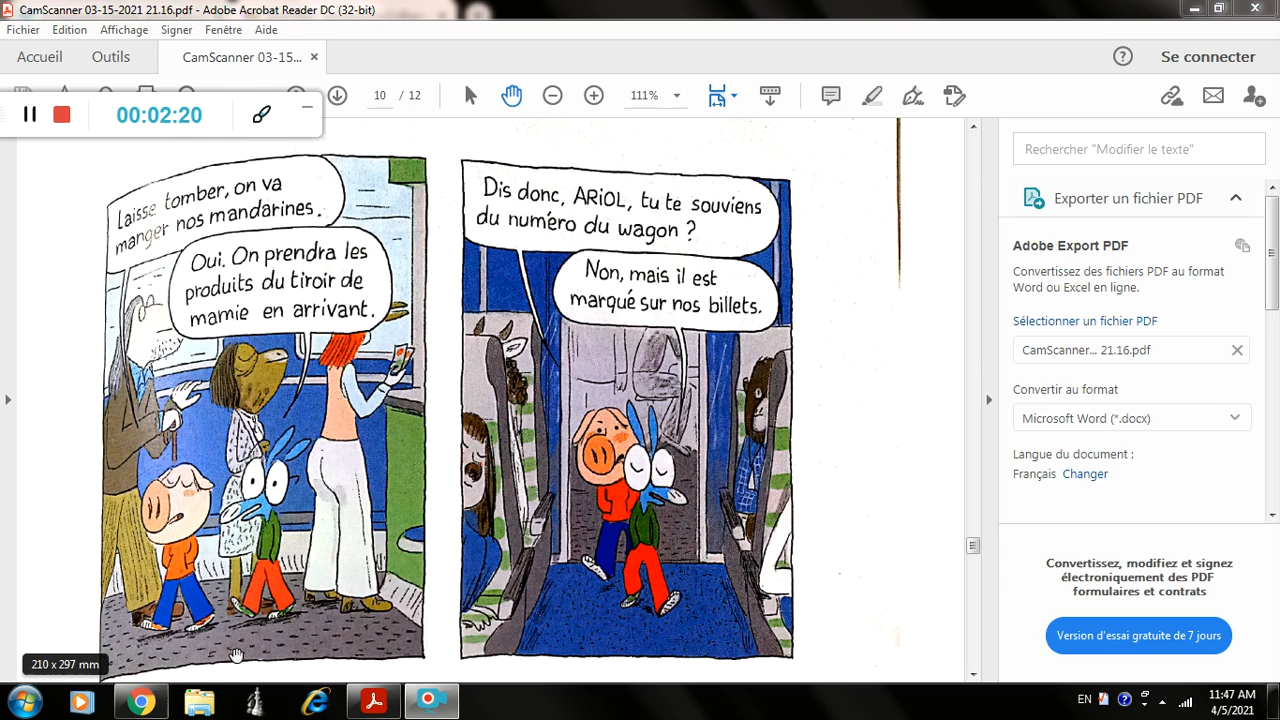 CamScanner 03-15-2021 21.16.pdf - Adobe Acrobat Reader DC (32-bit)
Fichier Edition Affichage Signer Fenêtre Aide
Accueil Outils CamScanner 03-15... × Se connecter
00:02:20
10 / 12 111%
Laisse tomber, on va
manger nos mandarines.
Oui. On prendra les
produits du tiroir de
mamie en arrivant.
Dis donc, ARiOL, tu te souviens
du numéro du wagon ?
Non, mais il est
marqué sur nos billets.
Rechercher "Modifier le texte"
Exporter un fichier PDF
Adobe Export PDF
Convertissez des fichiers PDF au format
Word ou Excel en ligne.
Sélectionner un fichier PDF
CamScanner... 21.16.pdf
Convertir au format
Microsoft Word (*.docx)
Langue du document :
Français Changer
Convertissez, modifiez et signez
électroniquement des PDF
formulaires et contrats
Version d'essai gratuite de 7 jours
210 x 297 mm
EN
11:47 AM
4/5/2021